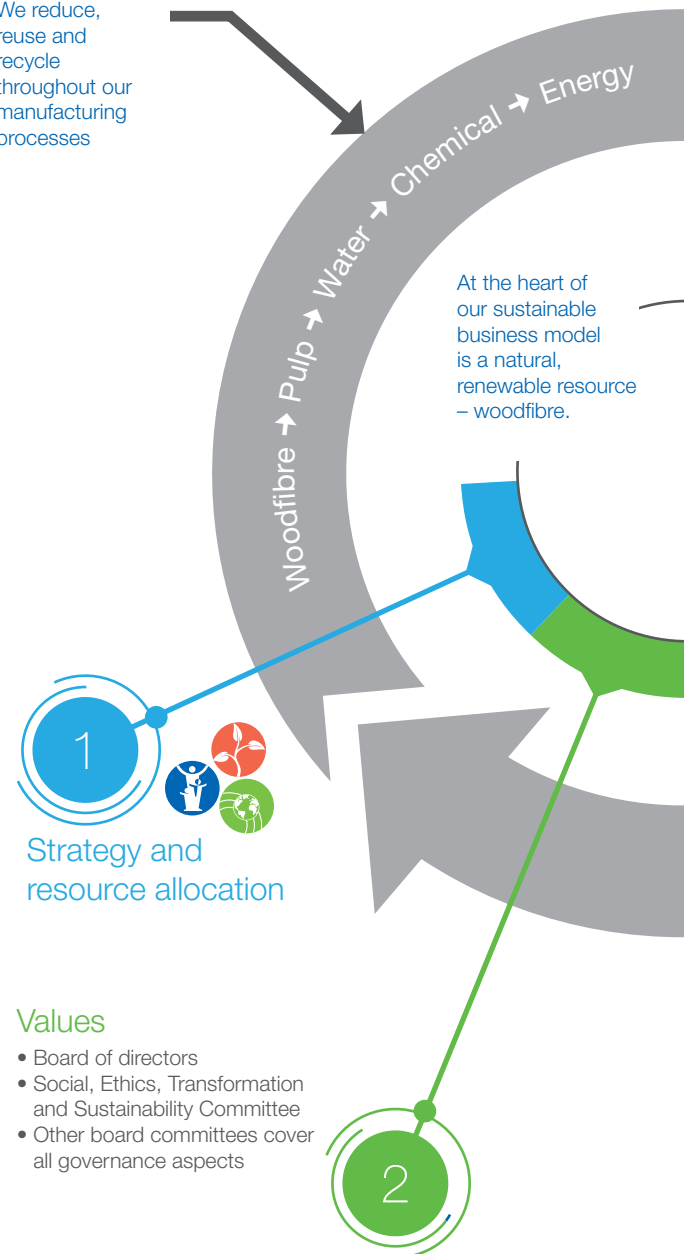 We reduce,
reuse and
recycle
throughout our
manufacturing
processes
Woodfibre → Pulp → Water → Chemical → Energy
At the heart of
our sustainable
business model
is a natural,
renewable resource
– woodfibre.
1
Strategy and
resource allocation
Values
• Board of directors
• Social, Ethics, Transformation
and Sustainability Committee
• Other board committees cover
all governance aspects
2